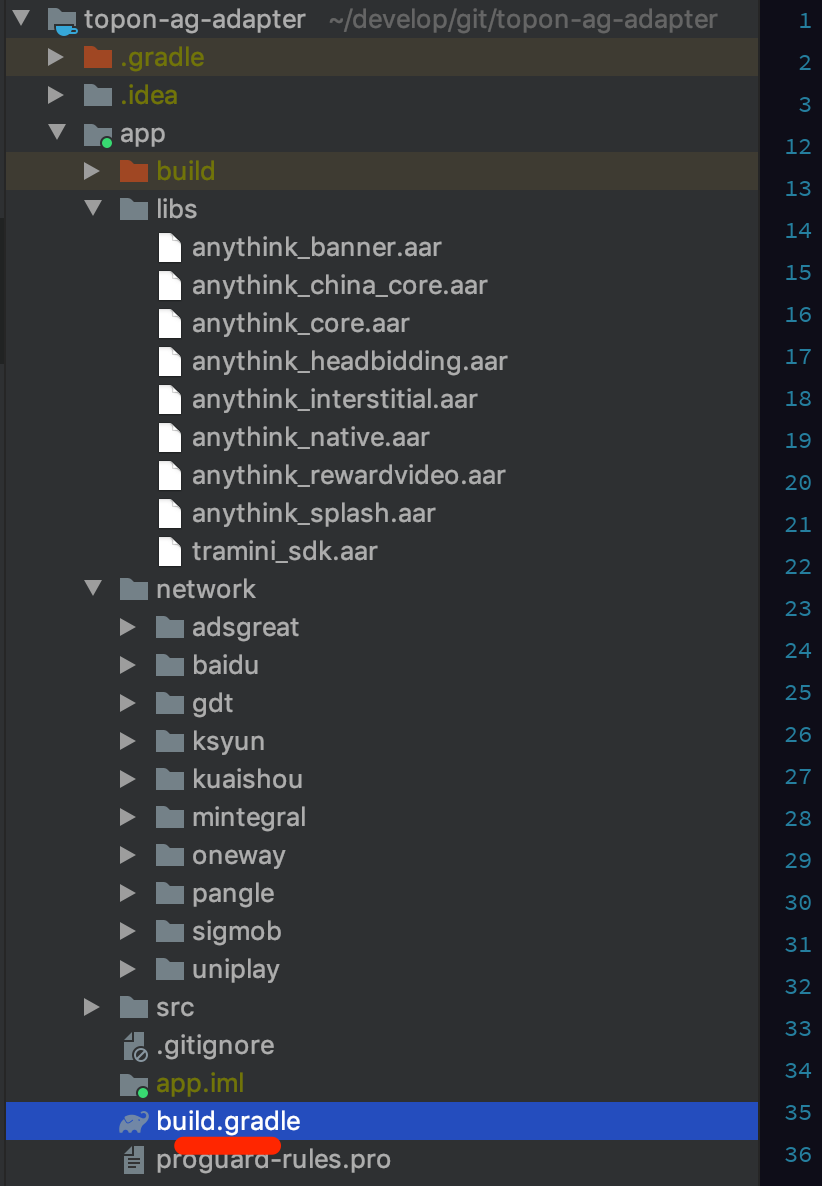 topon-ag-adapter ~/develop/git/topon-ag-adapter
.gradle
.idea
app
build
libs
anythink_banner.aar
anythink_china_core.aar
anythink_core.aar
anythink_headbidding.aar
anythink_interstitial.aar
anythink_native.aar
anythink_rewardvideo.aar
anythink_splash.aar
tramini_sdk.aar
network
adsgreat
baidu
gdt
ksyun
kuaishou
mintegral
oneway
pangle
sigmob
uniplay
src
.gitignore
app.iml
build.gradle
proguard-rules.pro
1
2
3
12
13
14
15
16
17
18
19
20
21
22
23
24
25
26
27
28
29
30
31
32
33
34
35
36